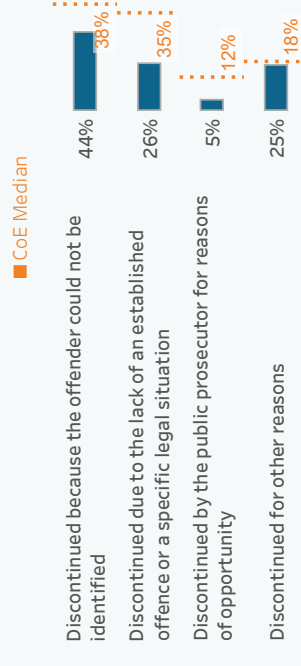 CoE Median
Discontinued because the offender could not be
identified
44%
38%
Discontinued due to the lack of an established
offence or a specific legal situation
26%
35%
Discontinued by the public prosecutor for reasons
of opportunity
5%
12%
Discontinued for other reasons
25%
18%